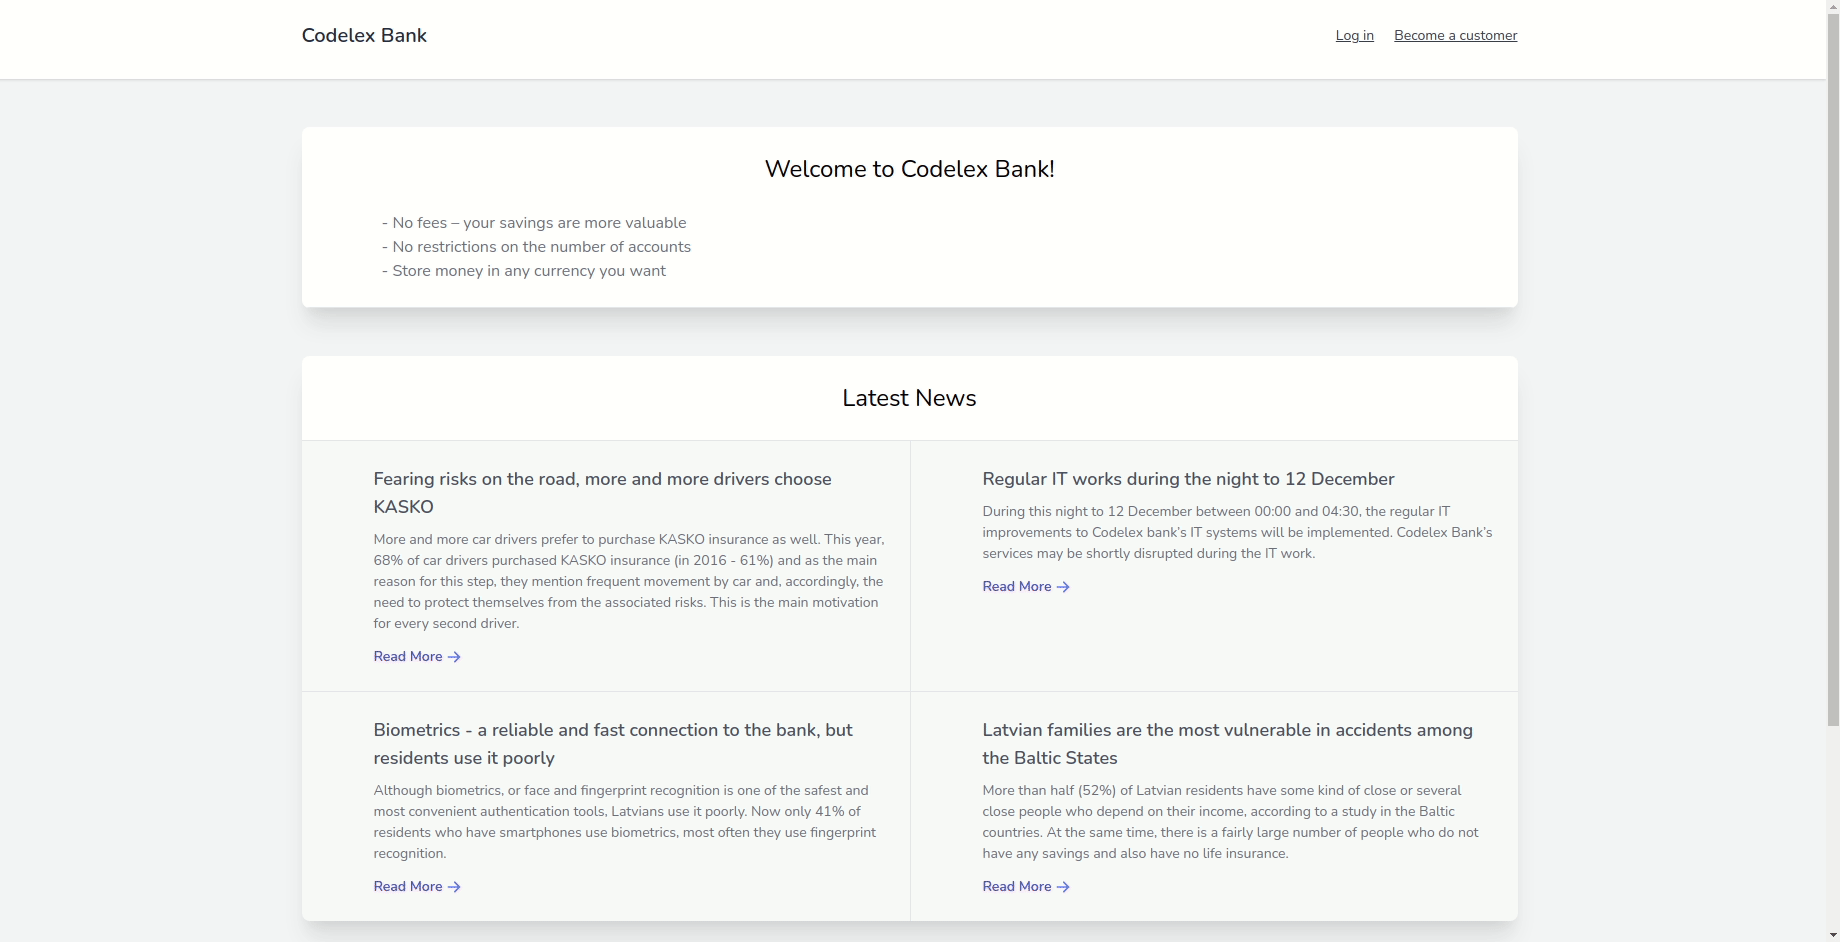 Codelex Bank
Log in Become a customer
Welcome to Codelex Bank!
- No fees – your savings are more valuable
- No restrictions on the number of accounts
- Store money in any currency you want
Latest News
Fearing risks on the road, more and more drivers choose
KASKO
More and more car drivers prefer to purchase KASKO insurance as well. This year,
68% of car drivers purchased KASKO insurance (in 2016 - 61%) and as the main
reason for this step, they mention frequent movement by car and, accordingly, the
need to protect themselves from the associated risks. This is the main motivation
for every second driver.
Read More →
Regular IT works during the night to 12 December
During this night to 12 December between 00:00 and 04:30, the regular IT
improvements to Codelex bank’s IT systems will be implemented. Codelex Bank’s
services may be shortly disrupted during the IT work.
Read More →
Biometrics - a reliable and fast connection to the bank, but
residents use it poorly
Although biometrics, or face and fingerprint recognition is one of the safest and
most convenient authentication tools, Latvians use it poorly. Now only 41% of
residents who have smartphones use biometrics, most often they use fingerprint
recognition.
Read More →
Latvian families are the most vulnerable in accidents among
the Baltic States
More than half (52%) of Latvian residents have some kind of close or several
close people who depend on their income, according to a study in the Baltic
countries. At the same time, there is a fairly large number of people who do not
have any savings and also have no life insurance.
Read More →